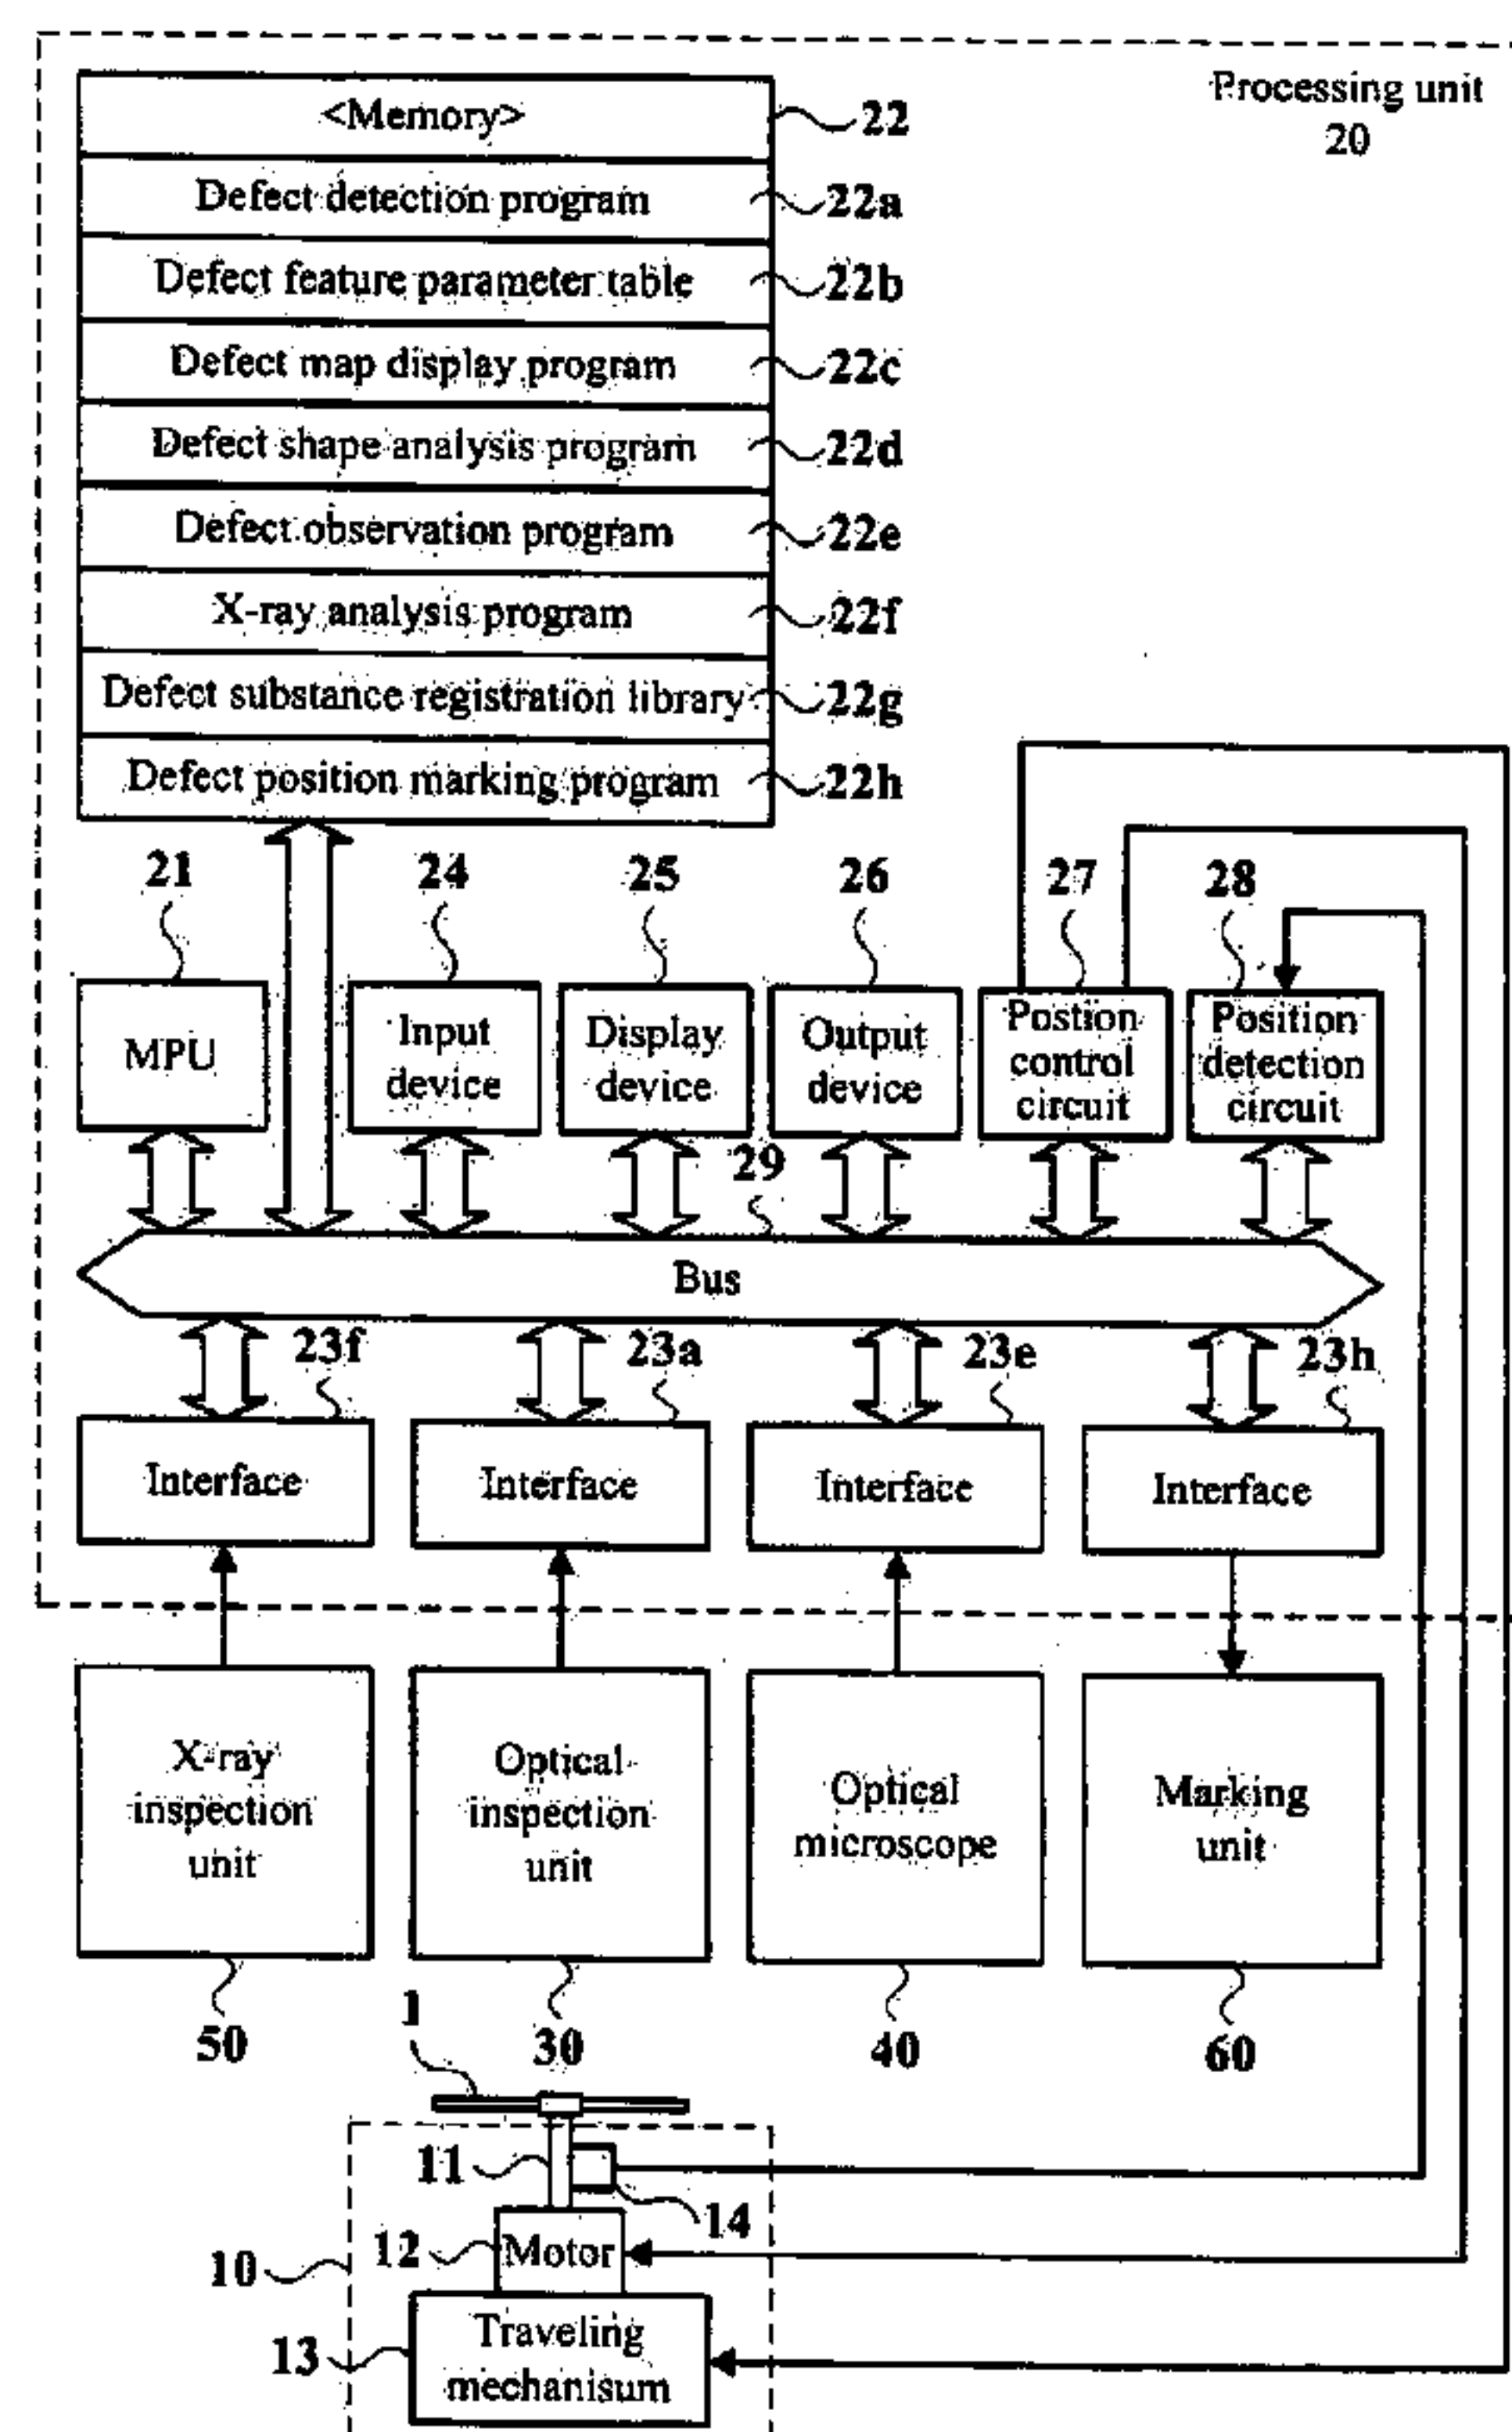 Processing unit
20
<Memory>
22
Defect detection program
22a
Defect feature parameter table
22b
Defect map display program
22c
Defect shape analysis program
22d
Defect observation program
22e
X-ray analysis program
22f
Defect substance registration library
22g
Defect position marking program
22h
21
24
25
26
27
28
MPU
Input
device
Display
device
Output
device
Postion
control
circuit
Position
detection
circuit
29
Bus
23f
23a
23e
23h
Interface
Interface
Interface
Interface
X-ray
inspection
unit
Optical
inspection
unit
Optical
microscope
Marking
unit
50
30
40
60
1
11
14
12
Motor
10
13
Traveling
mechanisum